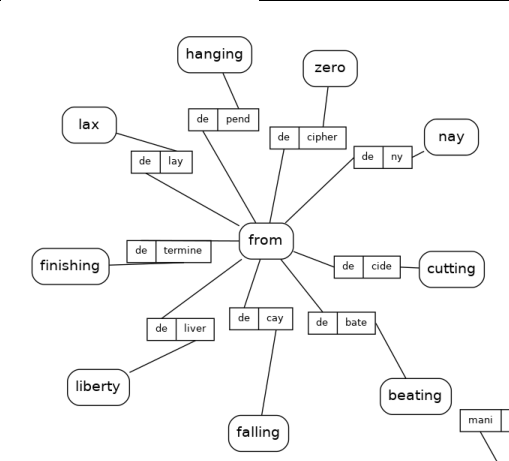 hanging
zero
de pend
lax
de cipher
nay
de lay
de ny
from
de termine
finishing
de cide
cutting
de liver
de cay
de bate
liberty
beating
mani
falling